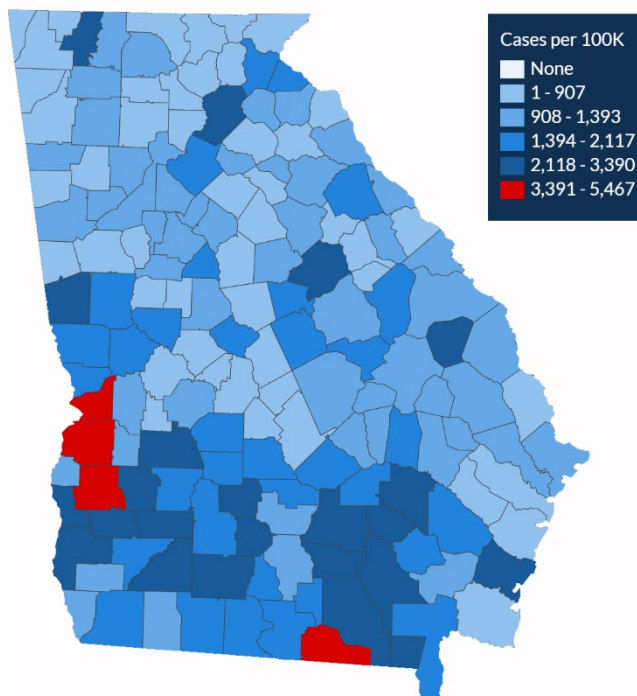 Cases per 100K
None
1 - 907
908 - 1,393
1,394 - 2,117
2,118 - 3,390
3,391 - 5,467